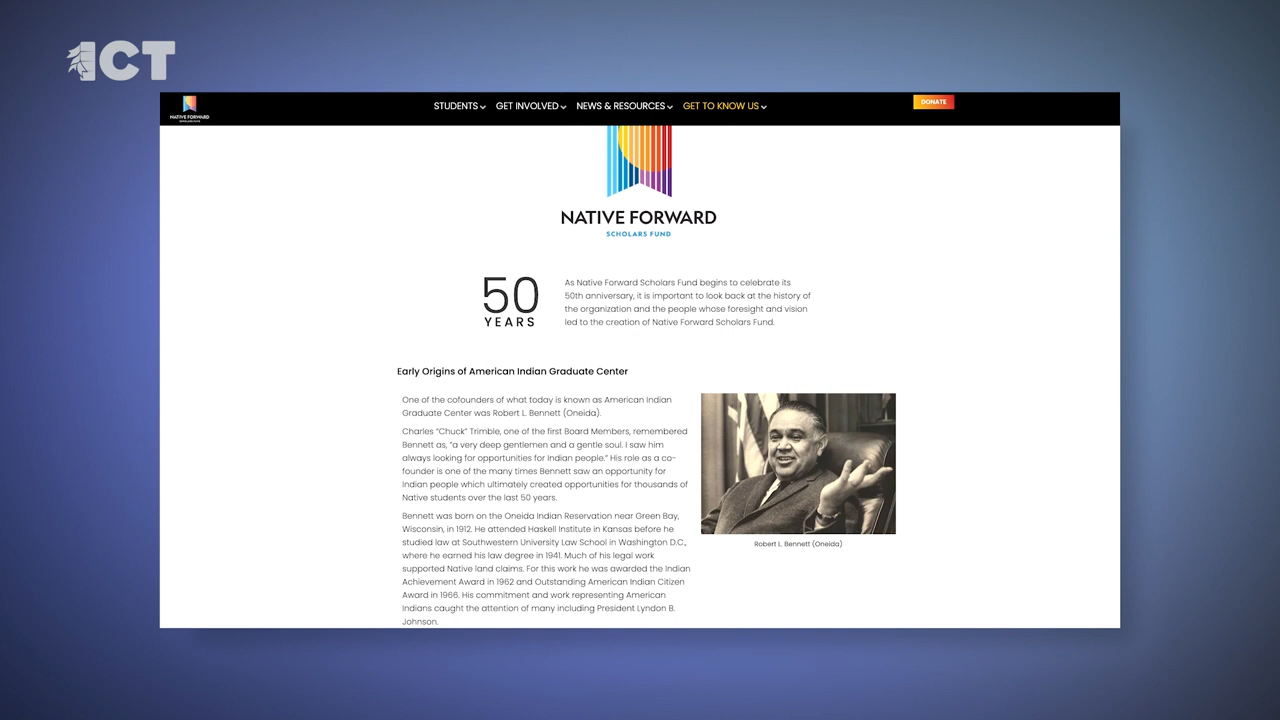 ICT
NATIVE FORWARD
STUDENTS
GET INVOLVED
NEWS & RESOURCES
GET TO KNOW US
DONATE
NATIVE FORWARD
SCHOLARS FUND
50
YEARS
As Native Forward Scholars Fund begins to celebrate its
50th anniversary, it is important to look back at the history of
the organization and the people whose foresight and vision
led to the creation of Native Forward Scholars Fund.
Early Origins of American Indian Graduate Center
One of the cofounders of what today is known as American Indian
Graduate Center was Robert L. Bennett (Oneida).
Charles “Chuck” Trimble, one of the first Board Members, remembered
Bennett as, “a very deep gentlemen and a gentle soul. I saw him
always looking for opportunities for Indian people.” His role as a co-
founder is one of the many times Bennett saw an opportunity for
Indian people which ultimately created opportunities for thousands of
Native students over the last 50 years.
Bennett was born on the Oneida Indian Reservation near Green Bay,
Wisconsin, in 1912. He attended Haskell Institute in Kansas before he
studied law at Southwestern University Law School in Washington D.C.,
where he earned his law degree in 1941. Much of his legal work
supported Native land claims. For this work he was awarded the Indian
Achievement Award in 1962 and Outstanding American Indian Citizen
Award in 1966. His commitment and work representing American
Indians caught the attention of many including President Lyndon B.
Johnson.
Robert L. Bennett (Oneida)